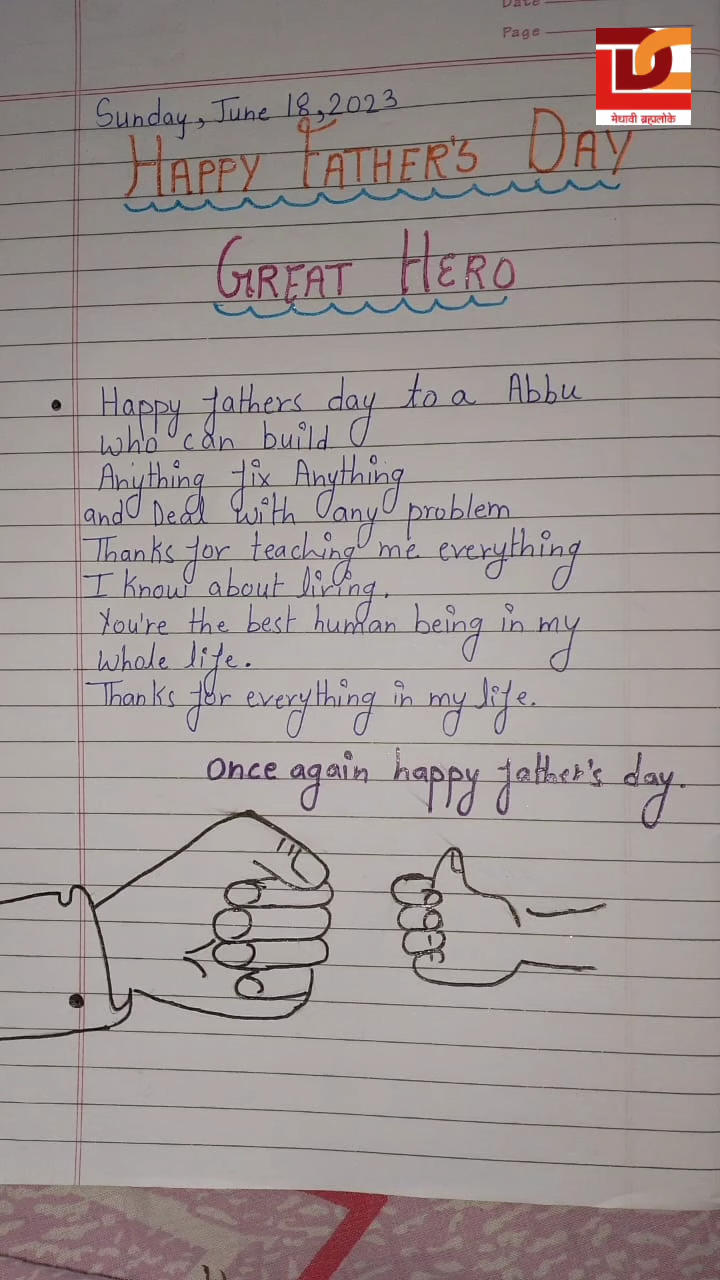 Date
Page
मेधावी ब्रह्मलोके
Sunday, June 18, 2023
HAPPY FATHER'S DAY
GREAT HERO
Happy fathers day to a Abbu
who can build
Anything fix Anything
and Deal with any problem
Thanks for teaching me everything
I know about living.
You're the best human being in my
whole life.
Thanks for everything in my life.
Once again happy father's day.